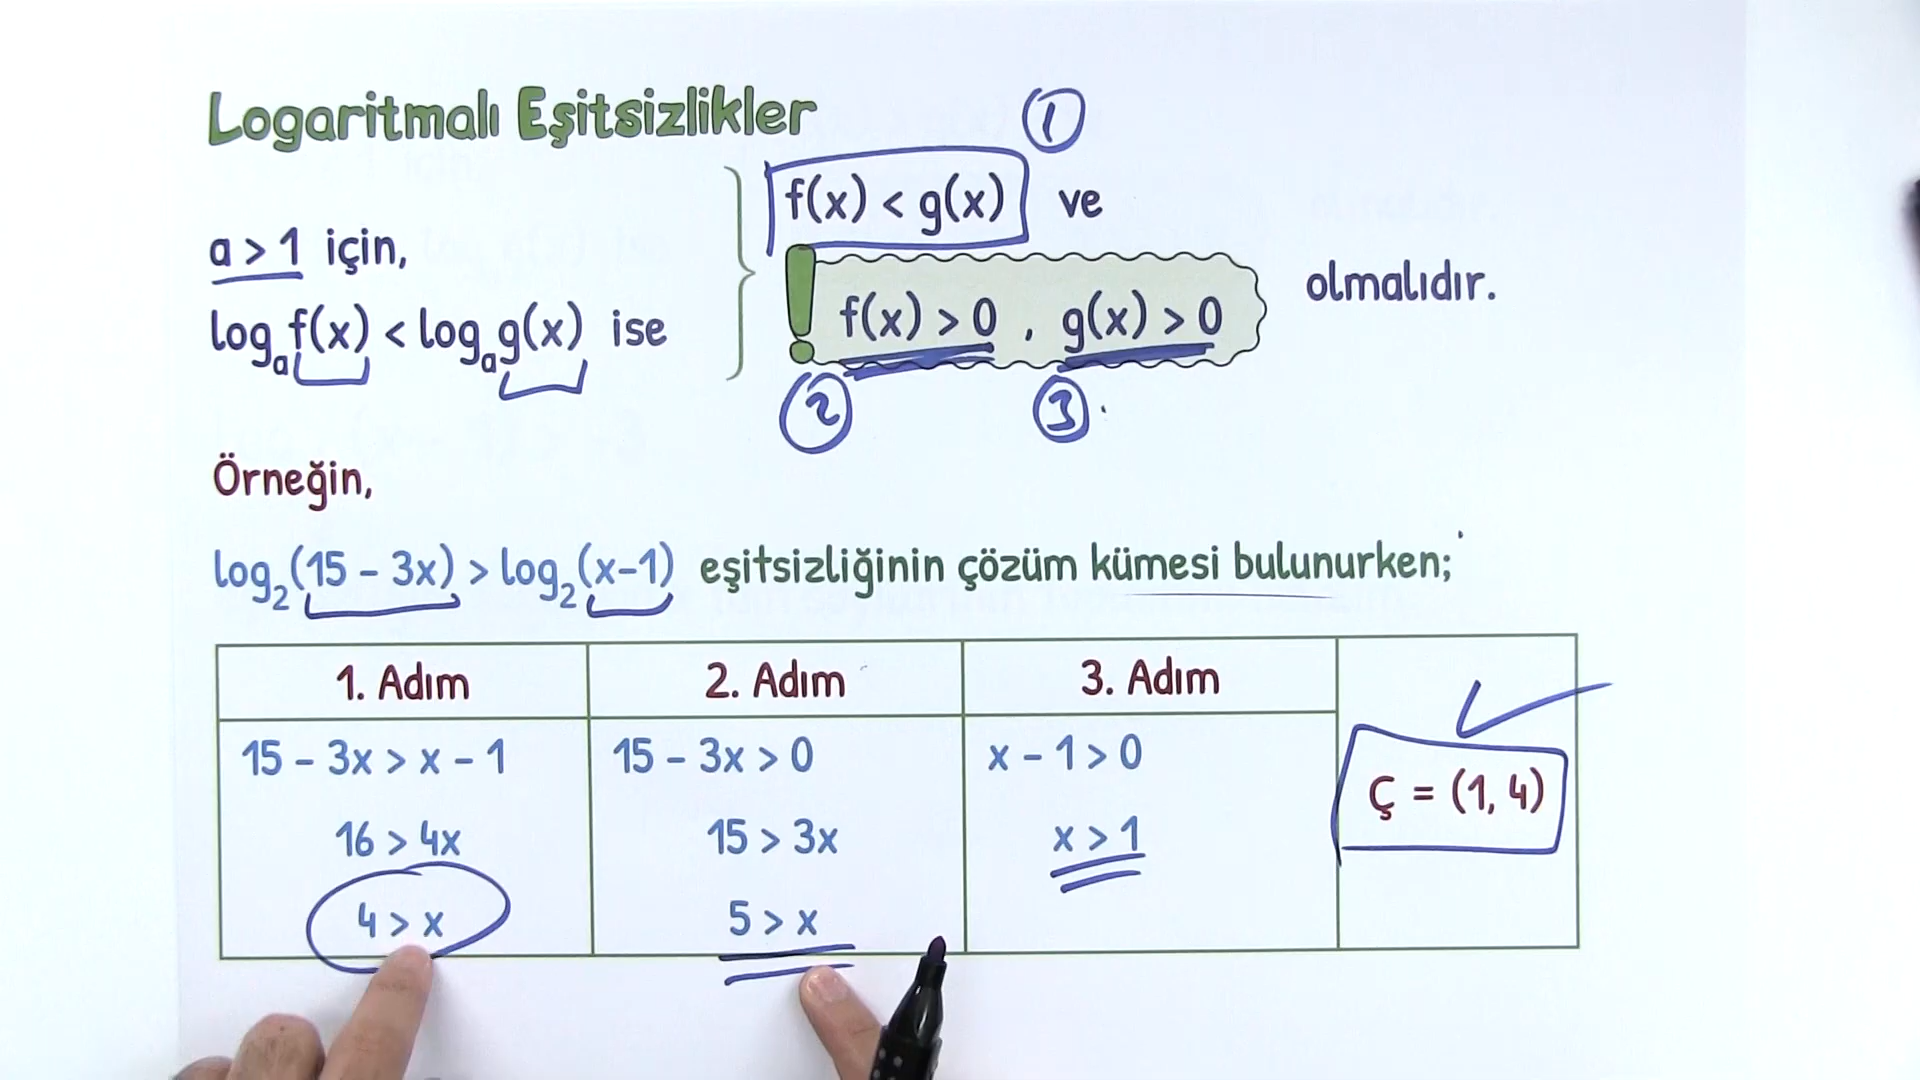 Logaritmalı Eşitsizlikler
1
f(x) < g(x) ve
a > 1 için,
logₐf(x) < logₐg(x) ise
! f(x) > 0 , g(x) > 0
olmalıdır.
2
3
Örneğin,
log₂(15 - 3x) > log₂(x-1) eşitsizliğinin çözüm kümesi bulunurken;
1. Adım
15 - 3x > x - 1
16 > 4x
4 > x
2. Adım
15 - 3x > 0
15 > 3x
5 > x
3. Adım
x - 1 > 0
x > 1
Ç = (1, 4)